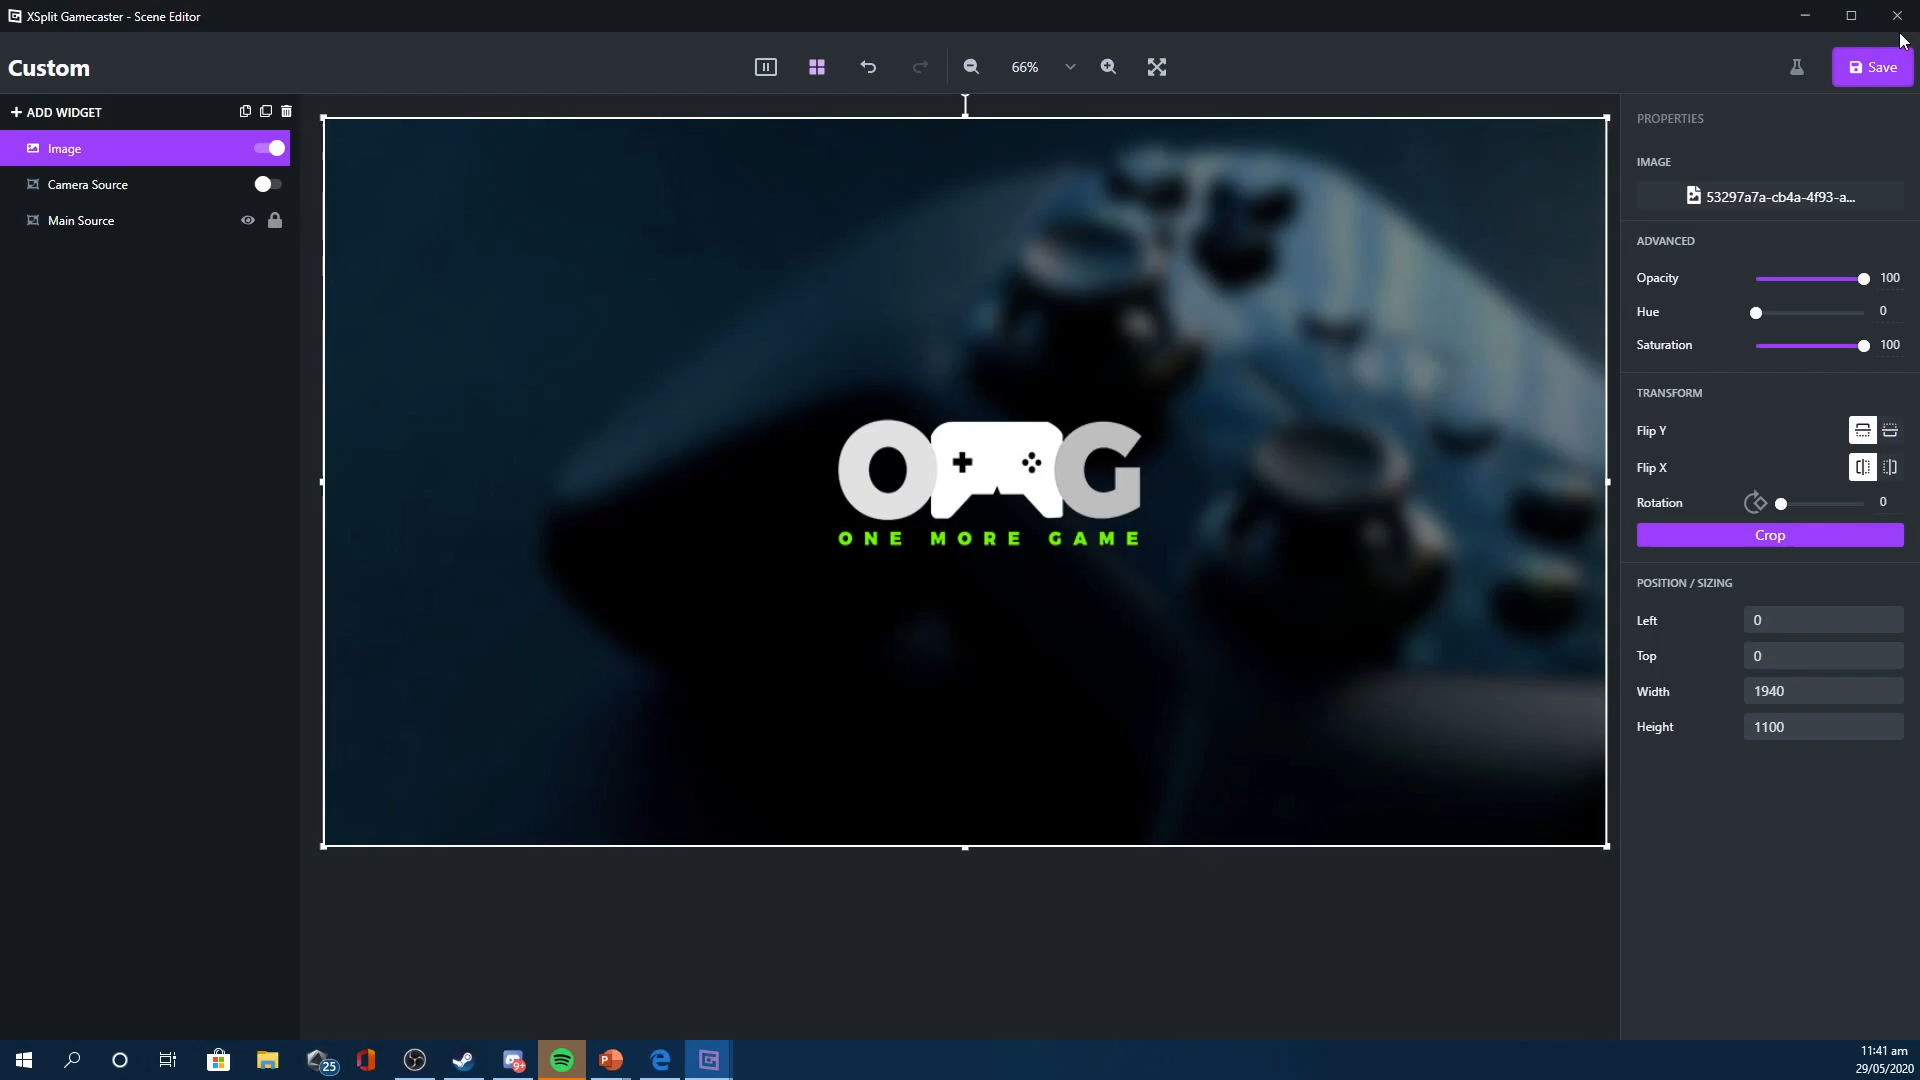 XSplit Gamecaster - Scene Editor
Custom
66%
Save
ADD WIDGET
Image
Camera Source
Main Source
O G
ONE MORE GAME
PROPERTIES
IMAGE
53297a7a-cb4a-4f93-a...
ADVANCED
Opacity 100
Hue 0
Saturation 100
TRANSFORM
Flip Y
Flip X
Rotation 0
Crop
POSITION / SIZING
Left 0
Top 0
Width 1940
Height 1100
25
9+
11:41 am
29/05/2020